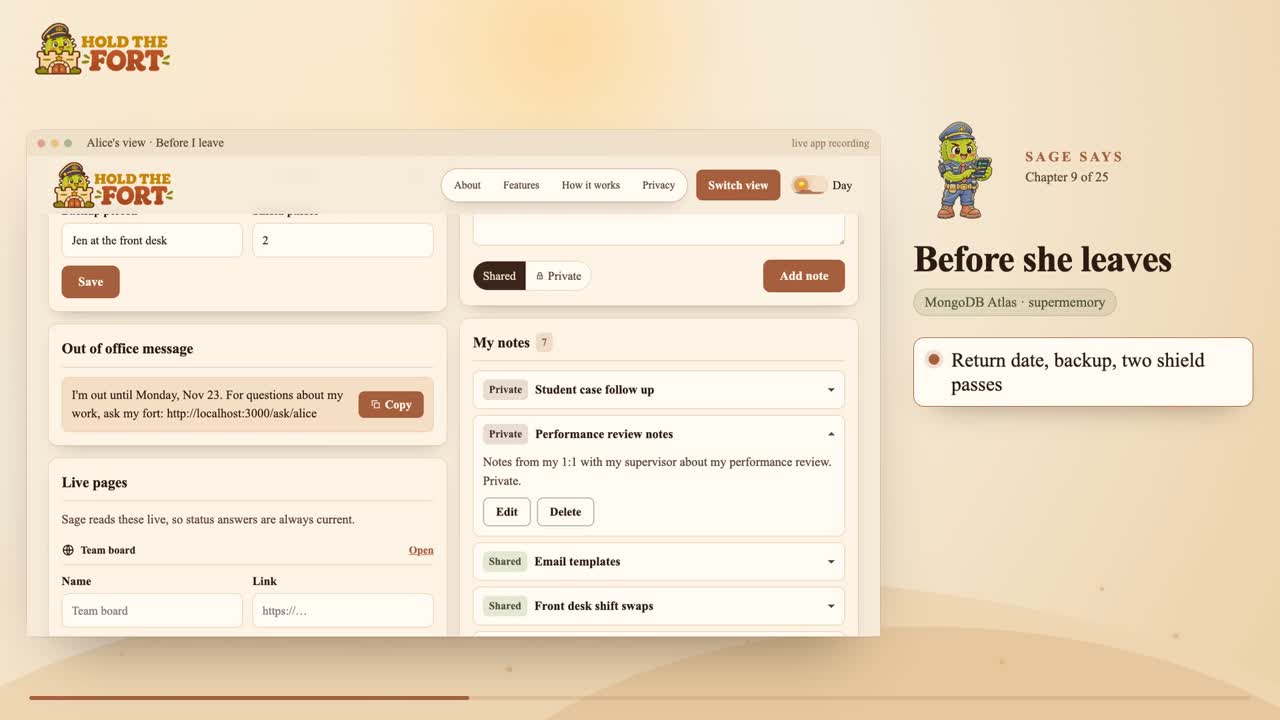 HOLD THE
FORT
Alice's view · Before I leave
live app recording
HOLD THE
FORT
About
Features
How it works
Privacy
Switch view
Day
Jen at the front desk
2
Save
Out of office message
I'm out until Monday, Nov 23. For questions about my
work, ask my fort: http://localhost:3000/ask/alice
Copy
Live pages
Sage reads these live, so status answers are always current.
Team board
Open
Name
Link
Team board
https://…
Shared
Private
Add note
My notes
7
Private
Student case follow up
Private
Performance review notes
Notes from my 1:1 with my supervisor about my performance review.
Private.
Edit
Delete
Shared
Email templates
Shared
Front desk shift swaps
SAGE SAYS
Chapter 9 of 25
Before she leaves
MongoDB Atlas · supermemory
Return date, backup, two shield
passes